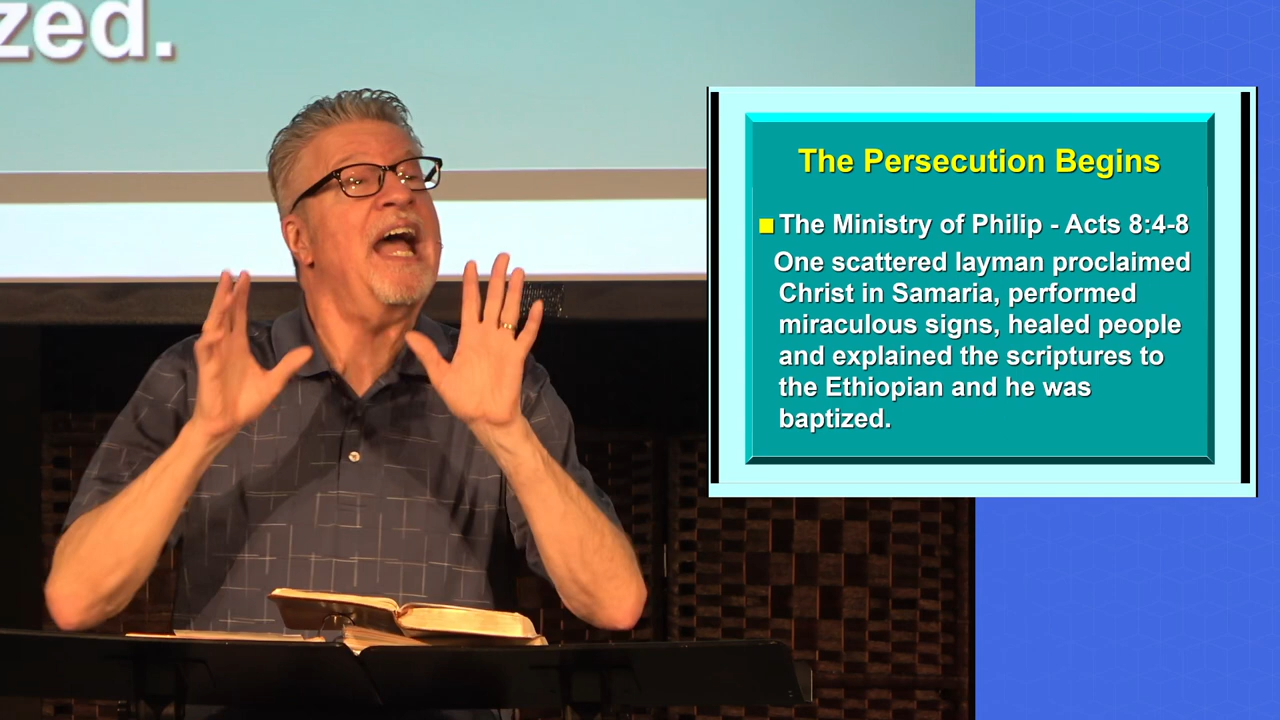 zed.
The Persecution Begins
The Ministry of Philip - Acts 8:4-8
One scattered layman proclaimed
Christ in Samaria, performed
miraculous signs, healed people
and explained the scriptures to
the Ethiopian and he was
baptized.